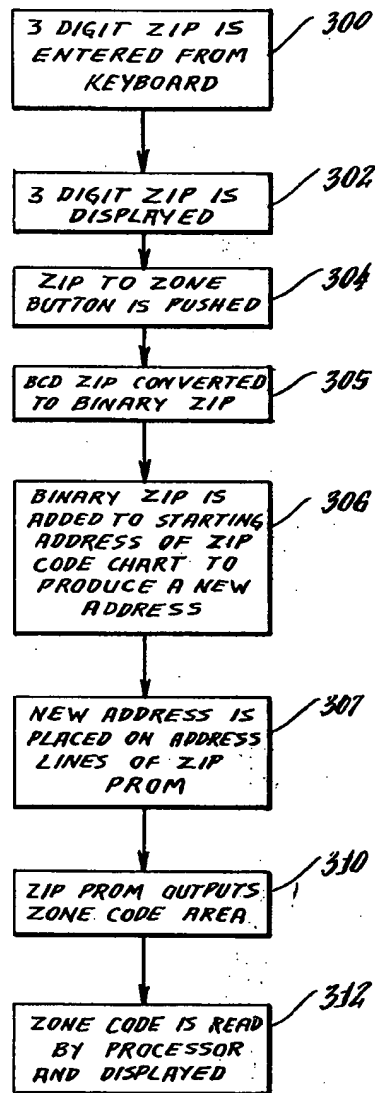 3 DIGIT ZIP IS
ENTERED FROM
KEYBOARD
300
3 DIGIT ZIP IS
DISPLAYED
302
ZIP TO ZONE
BUTTON IS PUSHED
304
BCD ZIP CONVERTED
TO BINARY ZIP
305
BINARY ZIP IS
ADDED TO STARTING
ADDRESS OF ZIP
CODE CHART TO
PRODUCE A NEW
ADDRESS
306
NEW ADDRESS IS
PLACED ON ADDRESS
LINES OF ZIP
PROM
307
ZIP PROM OUTPUTS
ZONE CODE AREA
310
ZONE CODE IS READ
BY PROCESSOR
AND DISPLAYED
312